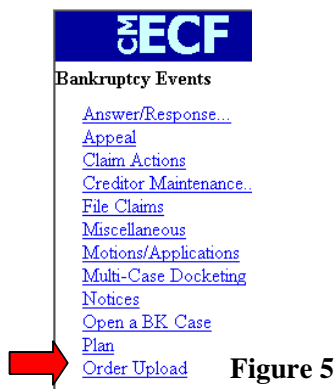 CM ECF
Bankruptcy Events
Answer/Response...
Appeal
Claim Actions
Creditor Maintenance..
File Claims
Miscellaneous
Motions/Applications
Multi-Case Docketing
Notices
Open a BK Case
Plan
Order Upload
Figure 5